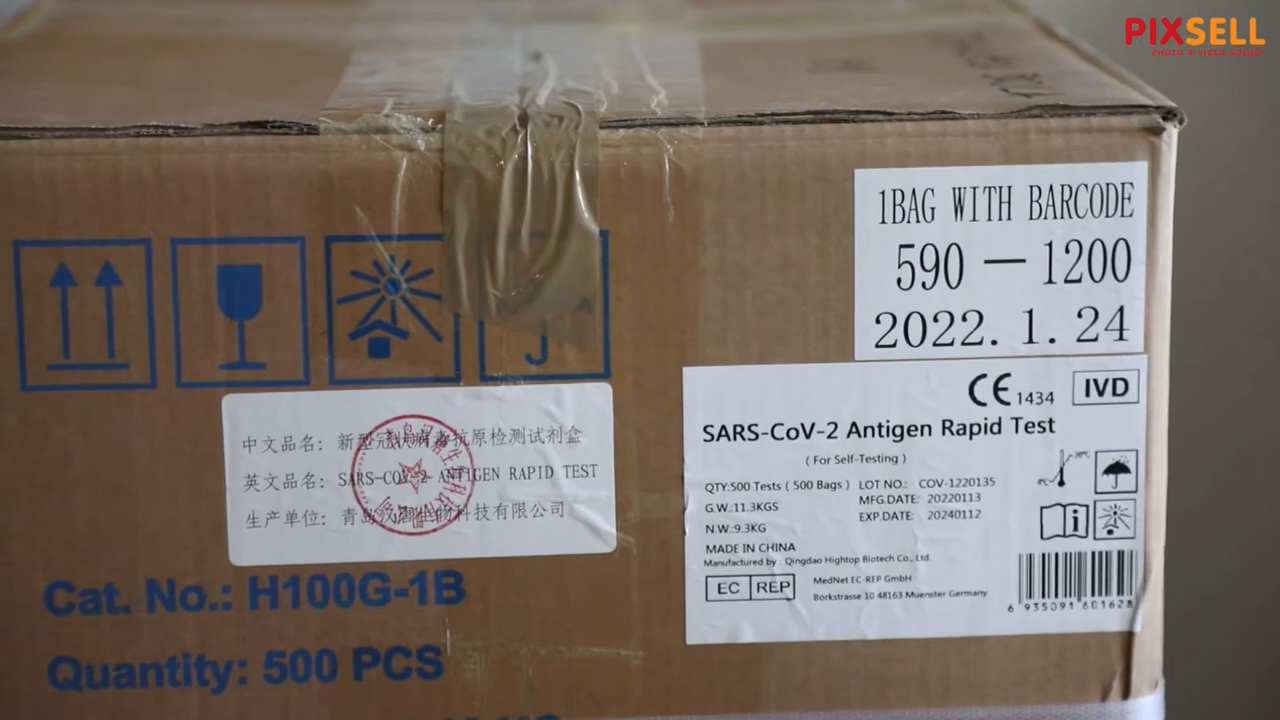 PIXSELL
PHOTO & VIDEO AGENCY
1BAG WITH BARCODE
590-1200
2022.1.24
CE 1434 IVD
SARS-CoV-2 Antigen Rapid Test
(For Self-Testing)
QTY:500 Tests (500 Bags) LOT NO.: COV-1220135
G.W.:11.3KGS MFG.DATE: 20220113
N.W.:9.3KG EXP.DATE: 20240112
MADE IN CHINA
Manufactured by: Qingdao Hightop Biotech Co., Ltd.
EC REP
MedNet EC-REP GmbH
Borkstrasse 10 48163 Muenster Germany
6 935091 601628
中文品名: 新型冠状病毒抗原检测试剂盒
英文品名: SARS-COV-2 ANTIGEN RAPID TEST
生产单位: 青岛汉唐生物科技有限公司
Cat. No.: H100G-1B
Quantity: 500 PCS